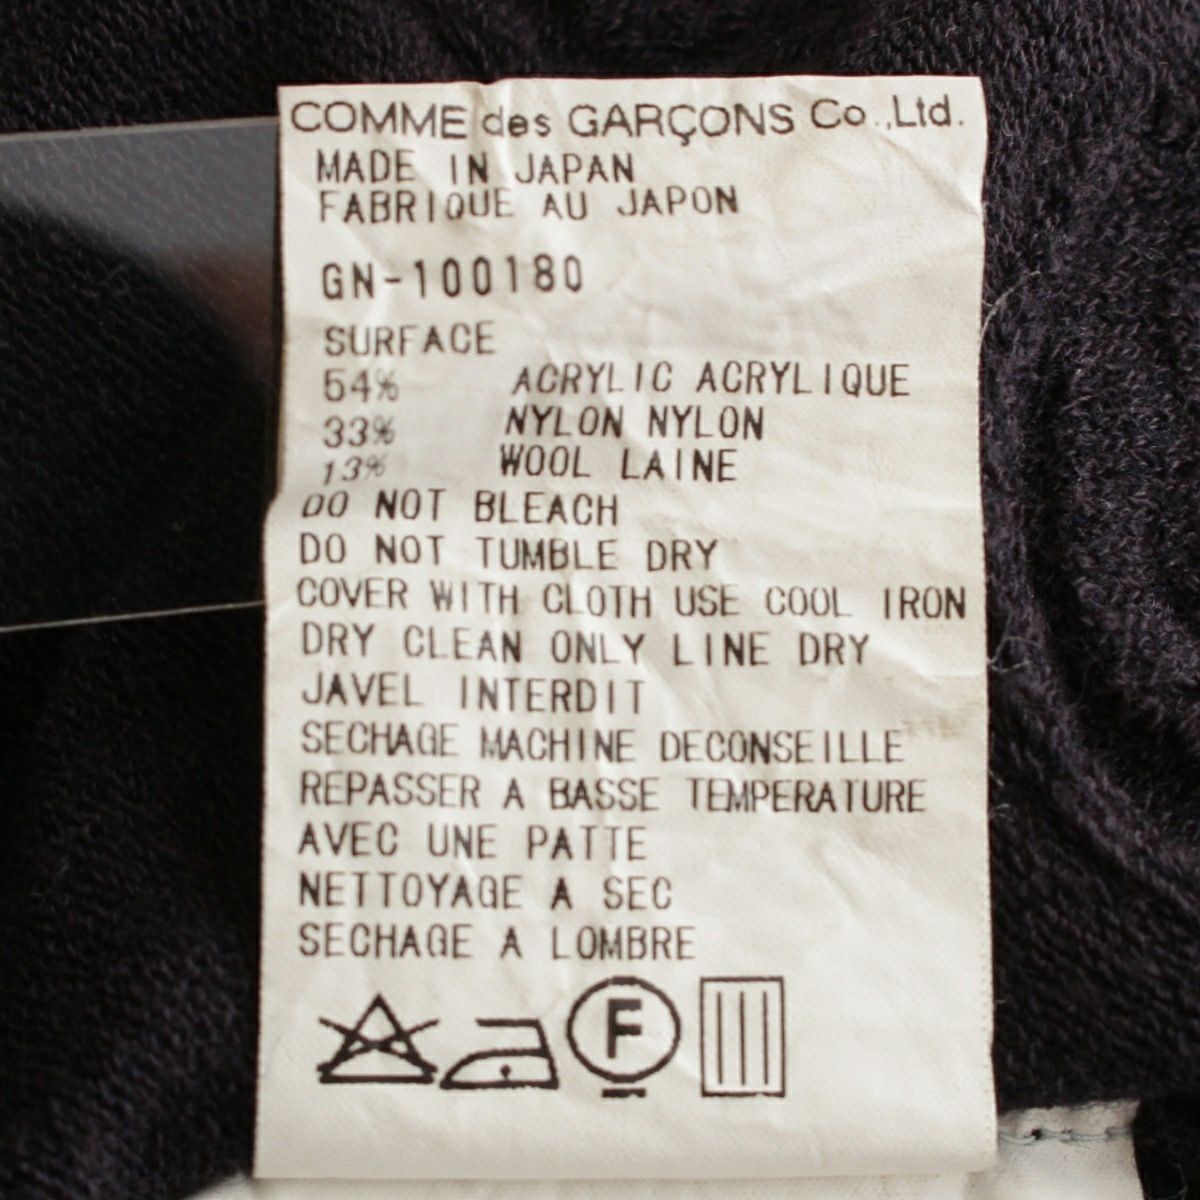 COMME des GARÇONS Co.,Ltd.
MADE IN JAPAN
FABRIQUE AU JAPON
GN-100180
SURFACE
54% ACRYLIC ACRYLIQUE
33% NYLON NYLON
13% WOOL LAINE
DO NOT BLEACH
DO NOT TUMBLE DRY
COVER WITH CLOTH USE COOL IRON
DRY CLEAN ONLY LINE DRY
JAVEL INTERDIT
SECHAGE MACHINE DECONSEILLE
REPASSER A BASSE TEMPERATURE
AVEC UNE PATTE
NETTOYAGE A SEC
SECHAGE A LOMBRE
F